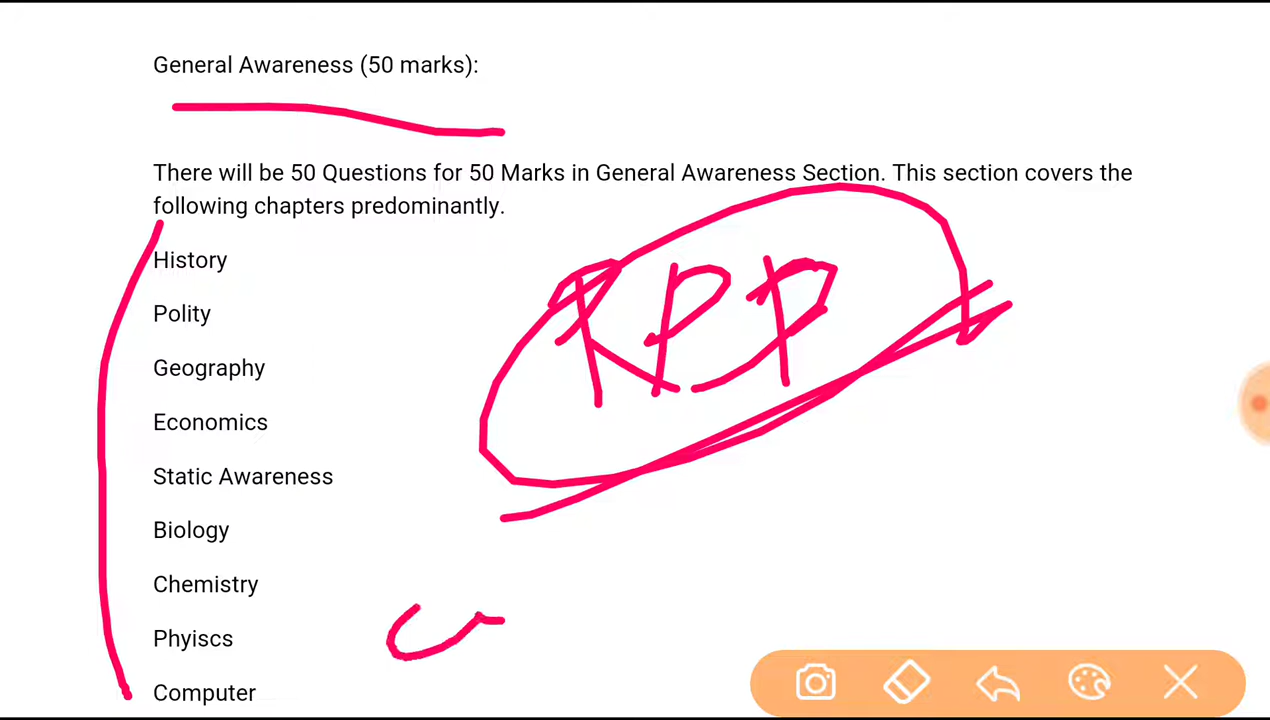 General Awareness (50 marks):
There will be 50 Questions for 50 Marks in General Awareness Section. This section covers the
following chapters predominantly.
History
Polity
Geography
Economics
Static Awareness
Biology
Chemistry
Phyiscs
Computer